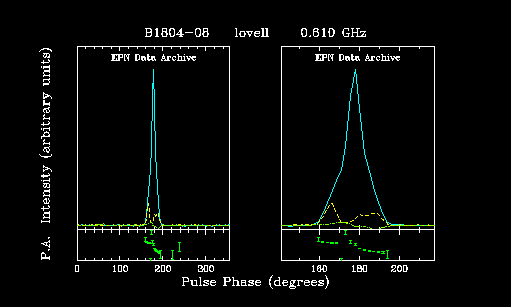 B1804-08 lovell 0.610 GHz
EPN Data Archive EPN Data Archive
P.A. Intensity (arbitrary units)
0 100 200 300 160 180 200
Pulse Phase (degrees)